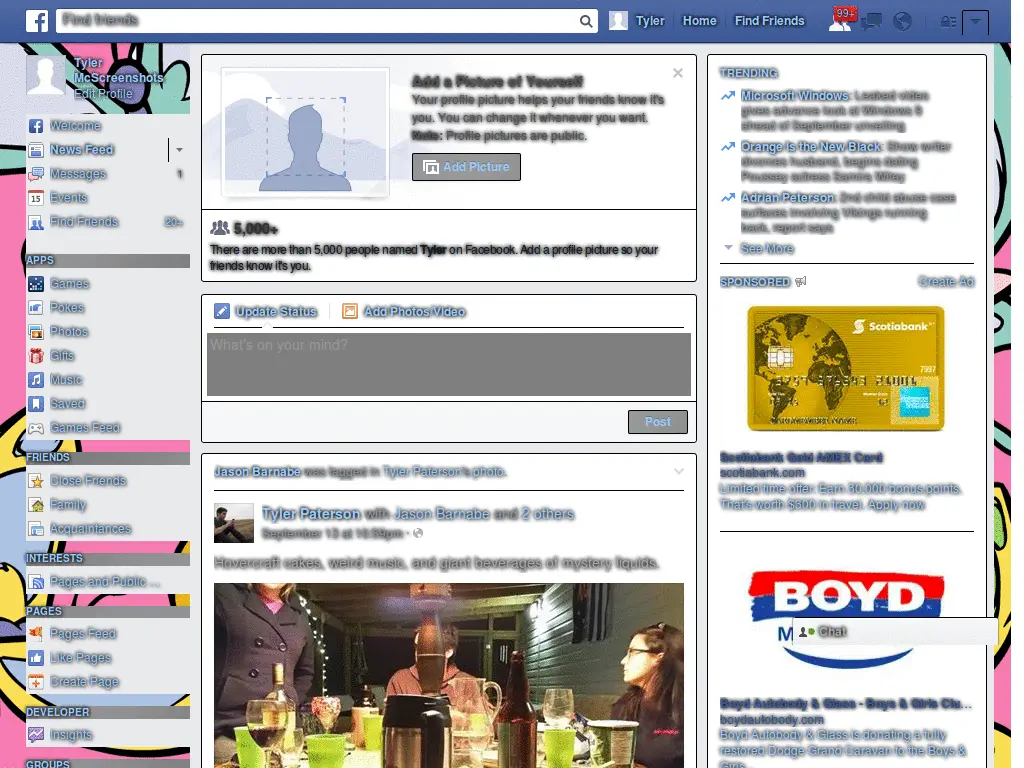 Find friends
Tyler
Home
Find Friends
99+
Tyler
McScreenshots
Edit Profile
Welcome
News Feed
Messages
1
15
Events
Find Friends
20+
APPS
Games
Pokes
Photos
Gifts
Music
Saved
Games Feed
FRIENDS
Close Friends
Family
Acquaintances
INTERESTS
Pages and Public ...
PAGES
Pages Feed
Like Pages
Create Page
DEVELOPER
Insights
GROUPS
Add a Picture of Yourself
Your profile picture helps your friends know it's
you. You can change it whenever you want.
Note: Profile pictures are public.
Add Picture
5,000+
There are more than 5,000 people named Tyler on Facebook. Add a profile picture so your
friends know it's you.
Update Status
Add Photos/Video
What's on your mind?
Post
Jason Barnabe was tagged in Tyler Paterson's photo.
Tyler Paterson with Jason Barnabe and 2 others
September 13 at 10:59pm ·
Hovercraft cakes, weird music, and giant beverages of mystery liquids.
TRENDING
Microsoft Windows: Leaked video
gives advance look at Windows 9
ahead of September unveiling
Orange Is the New Black: Show writer
divorces husband, begins dating
Poussey actress Samira Wiley
Adrian Peterson: 2nd child abuse case
surfaces involving Vikings running
back, report says
See More
SPONSORED
Create Ad
Scotiabank
7997
Scotiabank Gold AMEX Card
scotiabank.com
Limited time offer: Earn 30,000 bonus points.
That's worth $300 in travel. Apply now
BOYD
Chat
Boyd Autobody & Glass - Boys & Girls Clu...
boydautobody.com
Boyd Autobody & Glass is donating a fully
restored Dodge Grand Caravan to the Boys &
Girls